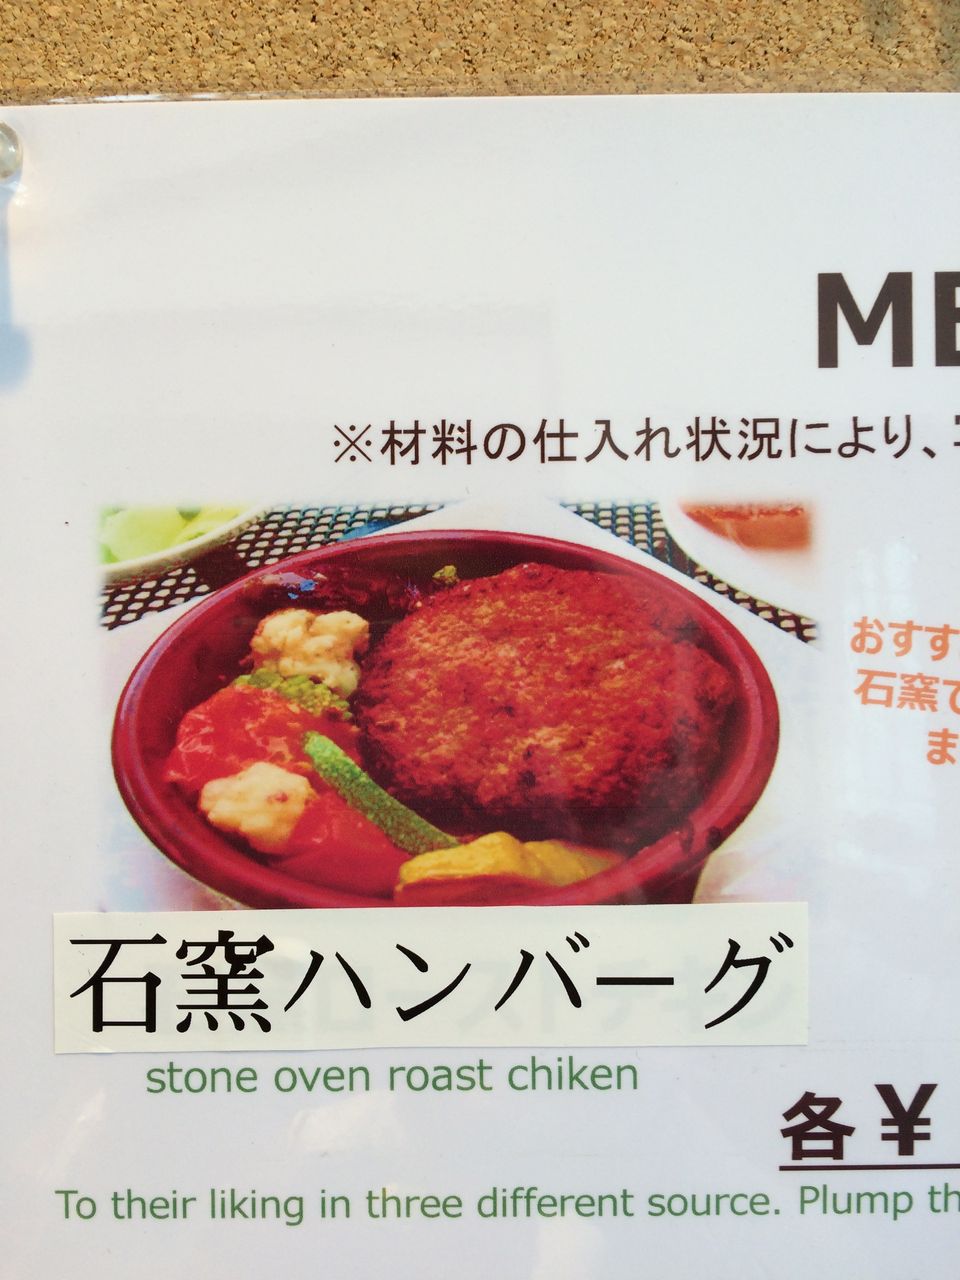 ME
※材料の仕入れ状況により、
おすす
石窯で
ま
石窯ハンバーグ
stone oven roast chiken
各￥
To their liking in three different source. Plump th